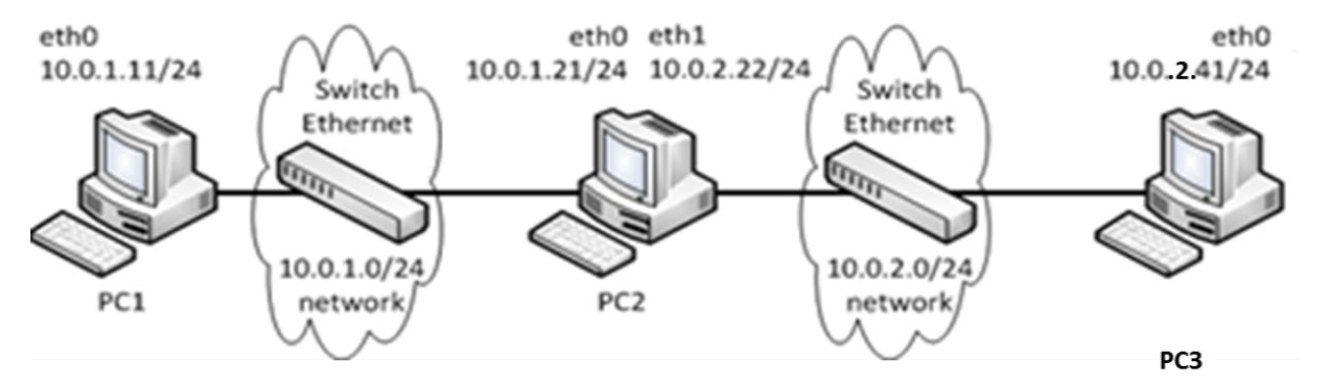 eth0
10.0.1.11/24
Switch
Ethernet
10.0.1.0/24
network
PC1
eth0 eth1
10.0.1.21/24 10.0.2.22/24
PC2
Switch
Ethernet
10.0.2.0/24
network
eth0
10.0..2.41/24
PC3